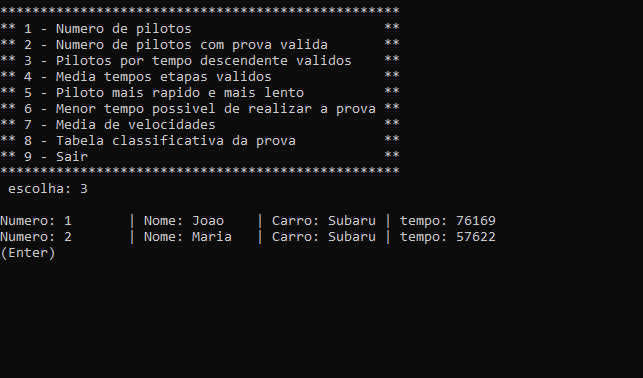 **************************************************
** 1 - Numero de pilotos                        **
** 2 - Numero de pilotos com prova valida       **
** 3 - Pilotos por tempo descendente validos    **
** 4 - Media tempos etapas validos              **
** 5 - Piloto mais rapido e mais lento          **
** 6 - Menor tempo possivel de realizar a prova **
** 7 - Media de velocidades                     **
** 8 - Tabela classificativa da prova           **
** 9 - Sair                                     **
**************************************************
 escolha: 3
Numero: 1       | Nome: Joao    | Carro: Subaru | tempo: 76169
Numero: 2       | Nome: Maria   | Carro: Subaru | tempo: 57622
(Enter)